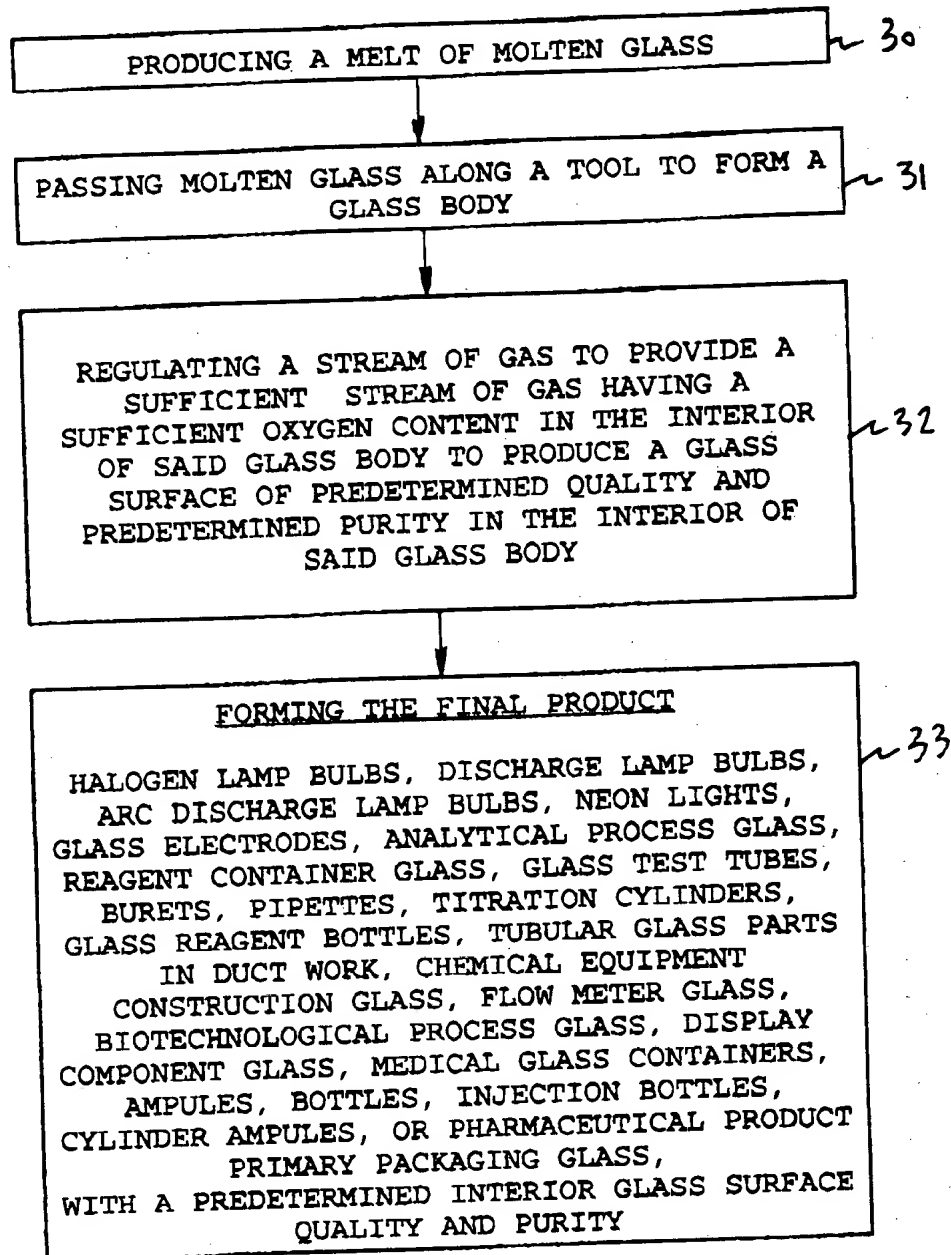 PRODUCING A MELT OF MOLTEN GLASS
30
PASSING MOLTEN GLASS ALONG A TOOL TO FORM A
GLASS BODY
31
REGULATING A STREAM OF GAS TO PROVIDE A
SUFFICIENT STREAM OF GAS HAVING A
SUFFICIENT OXYGEN CONTENT IN THE INTERIOR
OF SAID GLASS BODY TO PRODUCE A GLASS
SURFACE OF PREDETERMINED QUALITY AND
PREDETERMINED PURITY IN THE INTERIOR OF
SAID GLASS BODY
32
FORMING THE FINAL PRODUCT
33
HALOGEN LAMP BULBS, DISCHARGE LAMP BULBS,
ARC DISCHARGE LAMP BULBS, NEON LIGHTS,
GLASS ELECTRODES, ANALYTICAL PROCESS GLASS,
REAGENT CONTAINER GLASS, GLASS TEST TUBES,
BURETS, PIPETTES, TITRATION CYLINDERS,
GLASS REAGENT BOTTLES, TUBULAR GLASS PARTS
IN DUCT WORK, CHEMICAL EQUIPMENT
CONSTRUCTION GLASS, FLOW METER GLASS,
BIOTECHNOLOGICAL PROCESS GLASS, DISPLAY
COMPONENT GLASS, MEDICAL GLASS CONTAINERS,
AMPULES, BOTTLES, INJECTION BOTTLES,
CYLINDER AMPULES, OR PHARMACEUTICAL PRODUCT
PRIMARY PACKAGING GLASS,
WITH A PREDETERMINED INTERIOR GLASS SURFACE
QUALITY AND PURITY